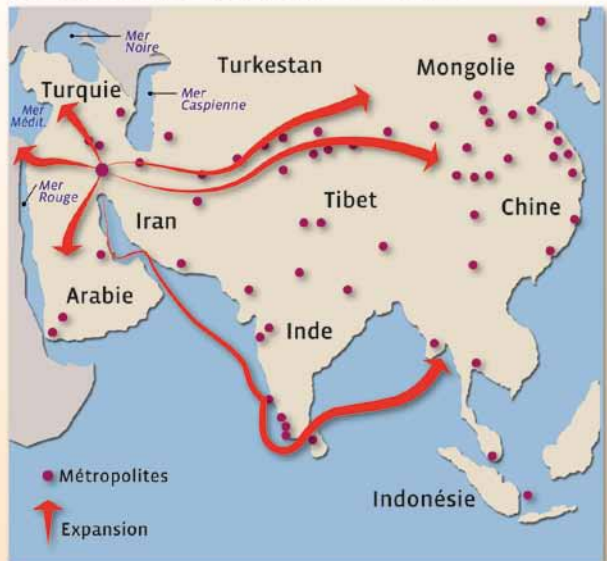 Mer
Noire
Turquie
Turkestan
Mongolie
Mer
Médit.
Mer
Caspienne
Mer
Rouge
Iran
Tibet
Chine
Arabie
Inde
Métropolites
Indonésie
Expansion